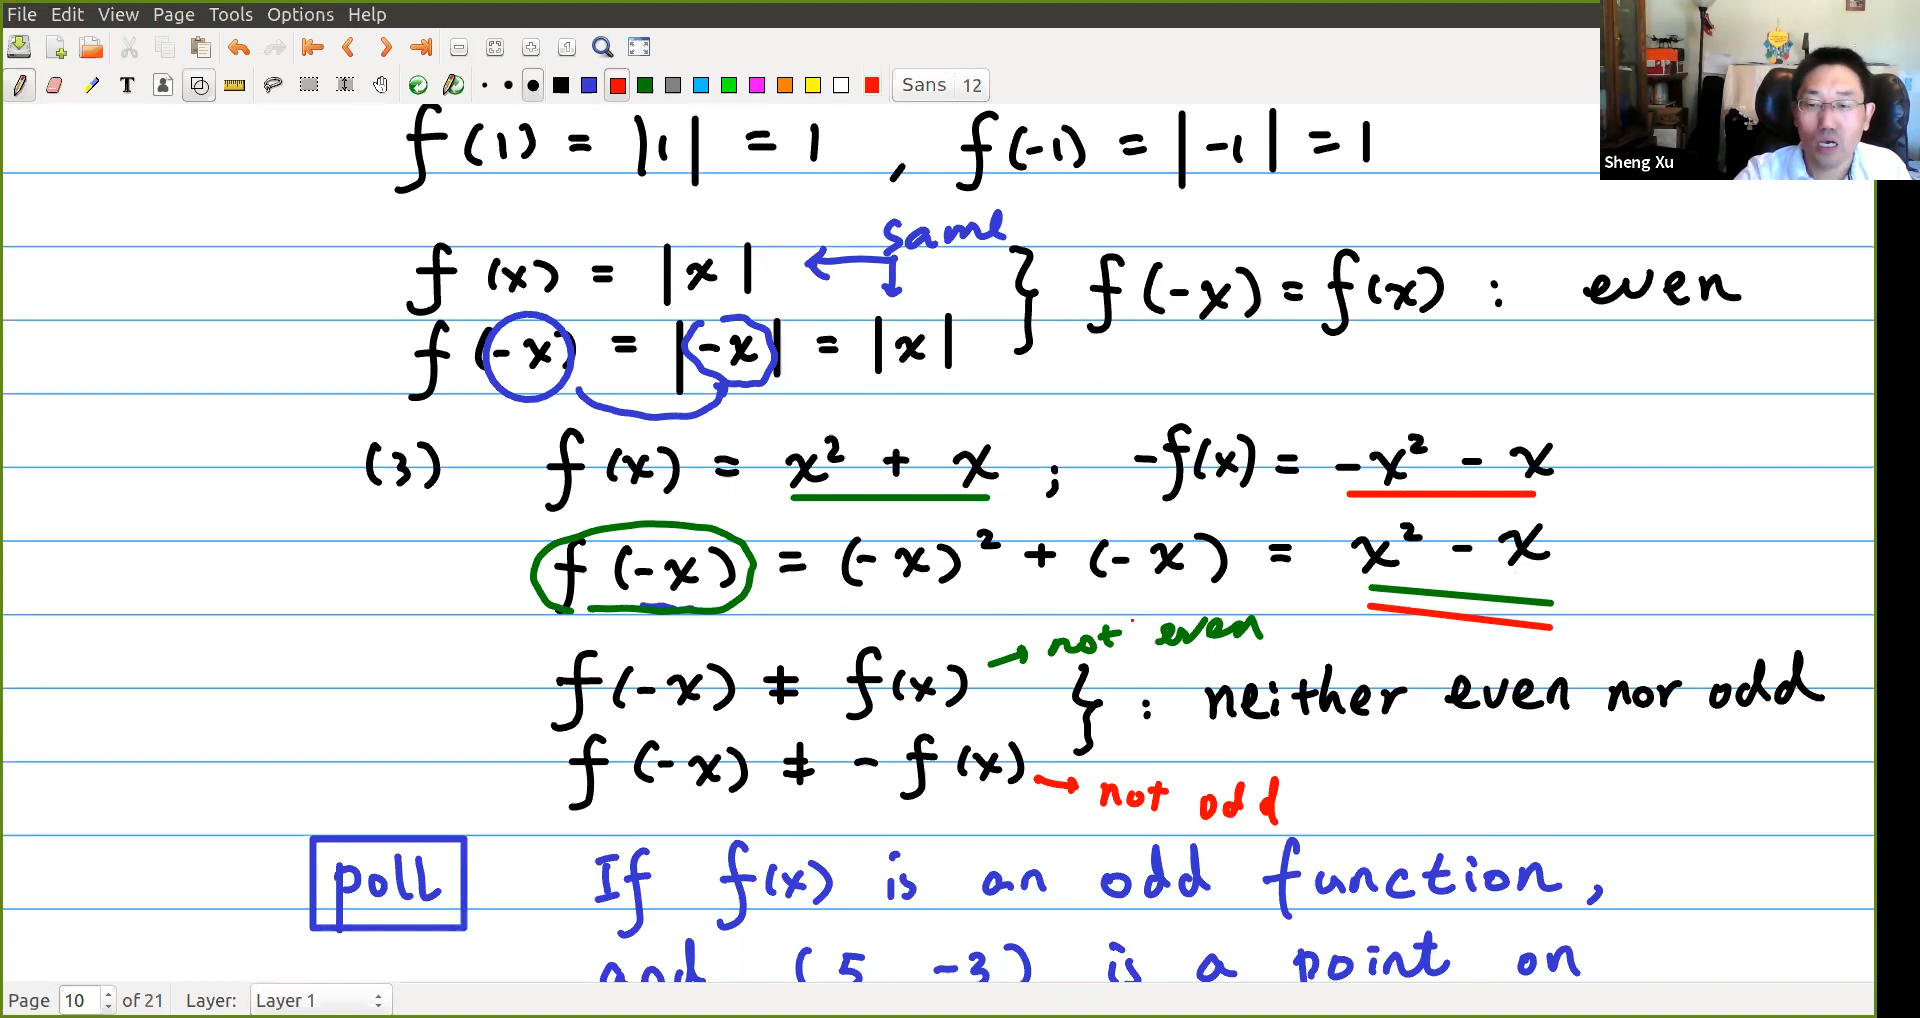 File Edit View Page Tools Options Help
Sans 12
Sheng Xu
f(1) = |1| = 1 , f(-1) = |-1| = 1
same
f(x) = |x|
f(-x) = |-x| = |x|
} f(-x) = f(x) : even
(3) f(x) = x² + x ; -f(x) = -x² - x
f(-x) = (-x)² + (-x) = x² - x
f(-x) ≠ f(x) → not even
} : neither even nor odd
f(-x) ≠ -f(x) → not odd
poll If f(x) is an odd function,
and (5 -3) is a point on
Page 10 of 21 Layer: Layer 1